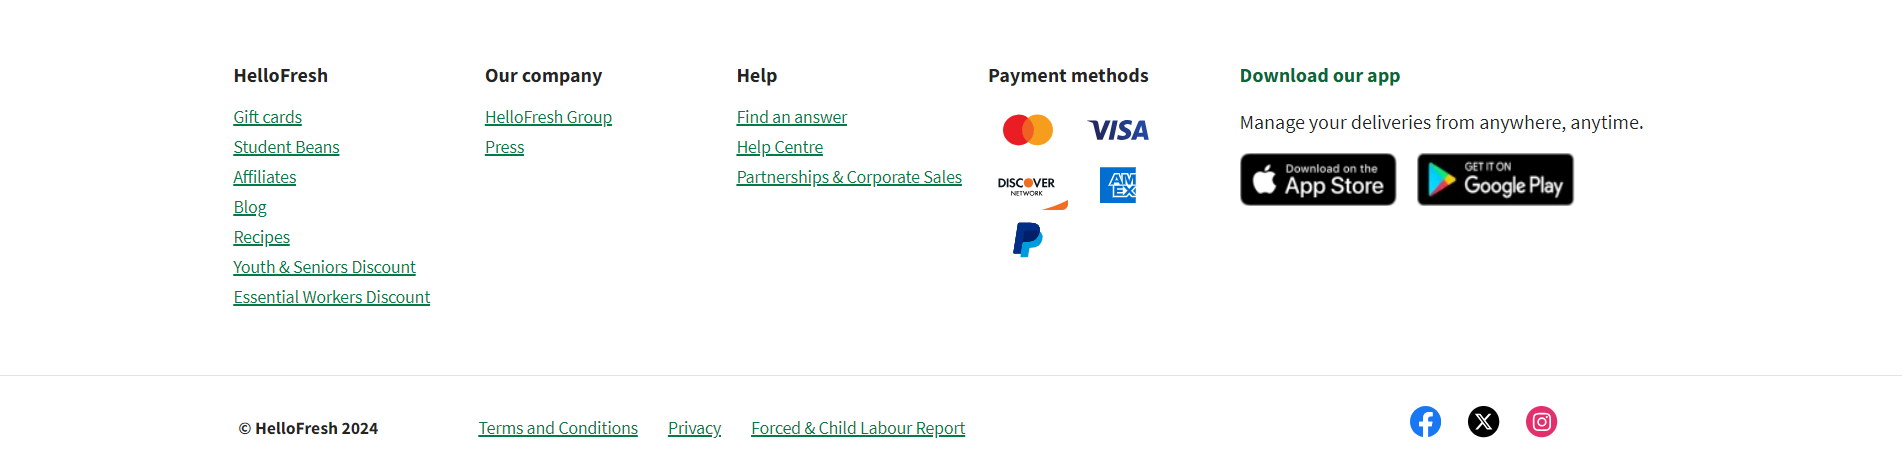 HelloFresh
Gift cards
Student Beans
Affiliates
Blog
Recipes
Youth & Seniors Discount
Essential Workers Discount
Our company
HelloFresh Group
Press
Help
Find an answer
Help Centre
Partnerships & Corporate Sales
Payment methods
VISA
DISCOVER
NETWORK
AM
EX
Download our app
Manage your deliveries from anywhere, anytime.
Download on the
App Store
GET IT ON
Google Play
© HelloFresh 2024
Terms and Conditions
Privacy
Forced & Child Labour Report